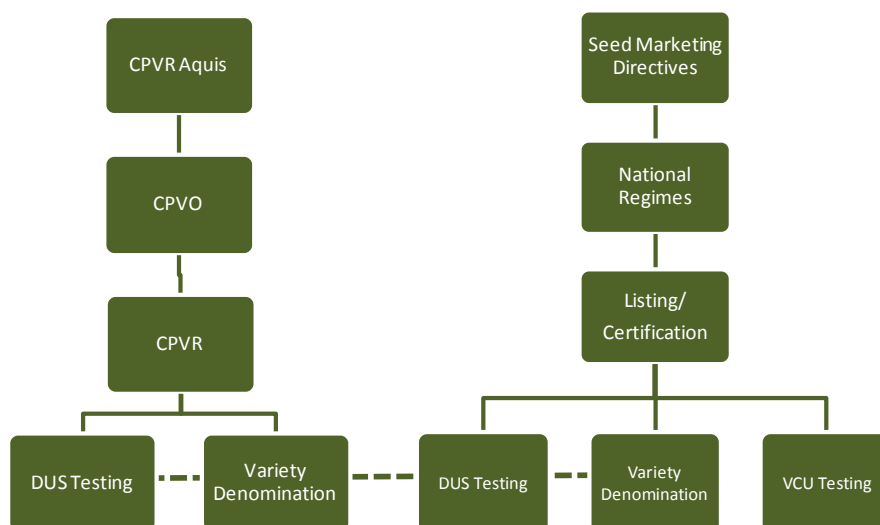 CPVR Aquis
CPVO
CPVR
DUS Testing
Variety
Denomination
Seed Marketing
Directives
National
Regimes
Listing/
Certification
DUS Testing
Variety
Denomination
VCU Testing